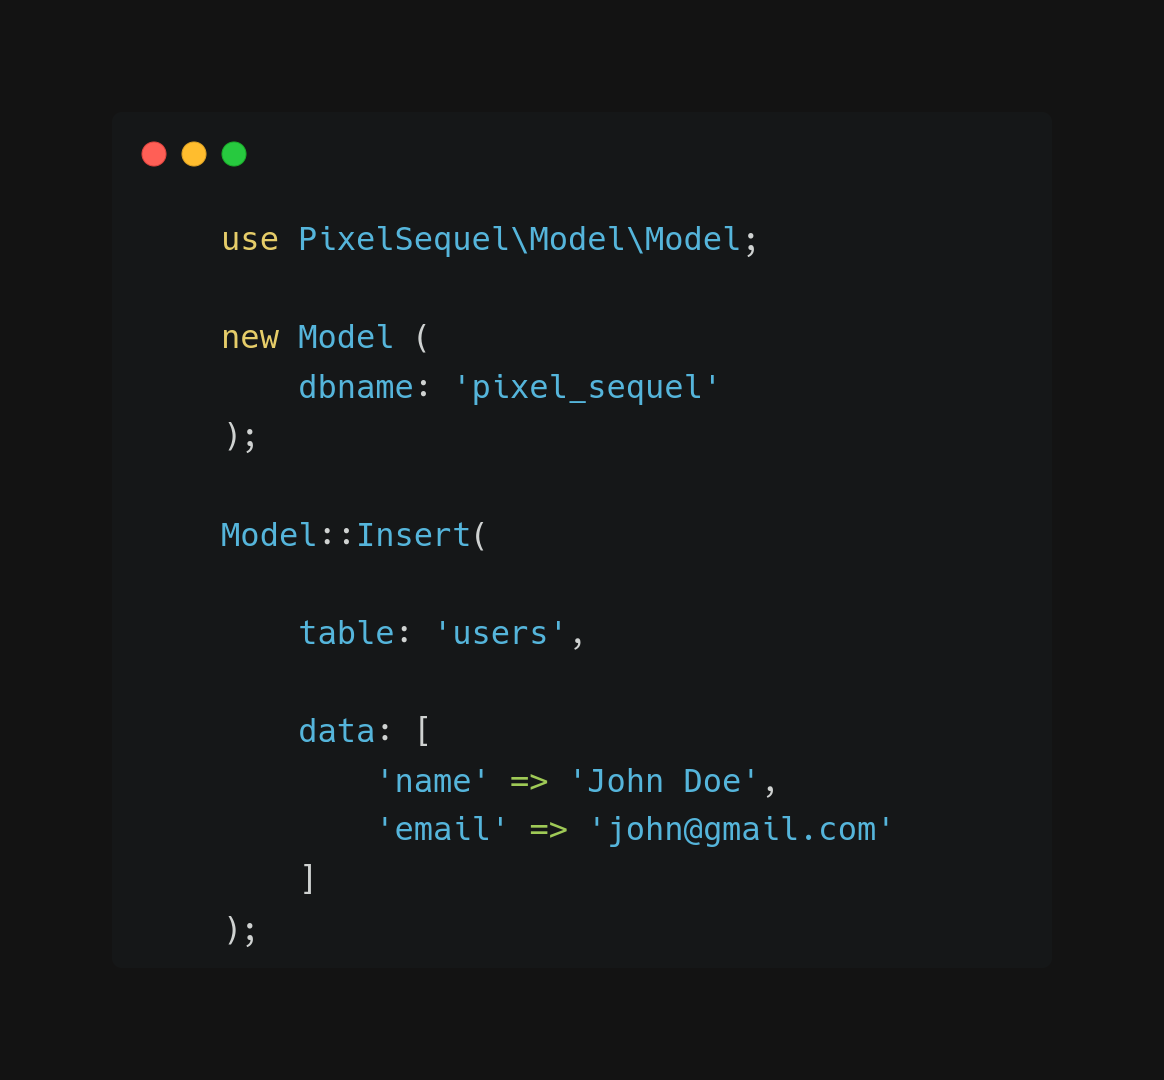 use PixelSequel\Model\Model;
new Model (
dbname: 'pixel_sequel'
);
Model::Insert(
table: 'users',
data: [
'name' => 'John Doe',
'email' => 'john@gmail.com'
]
);